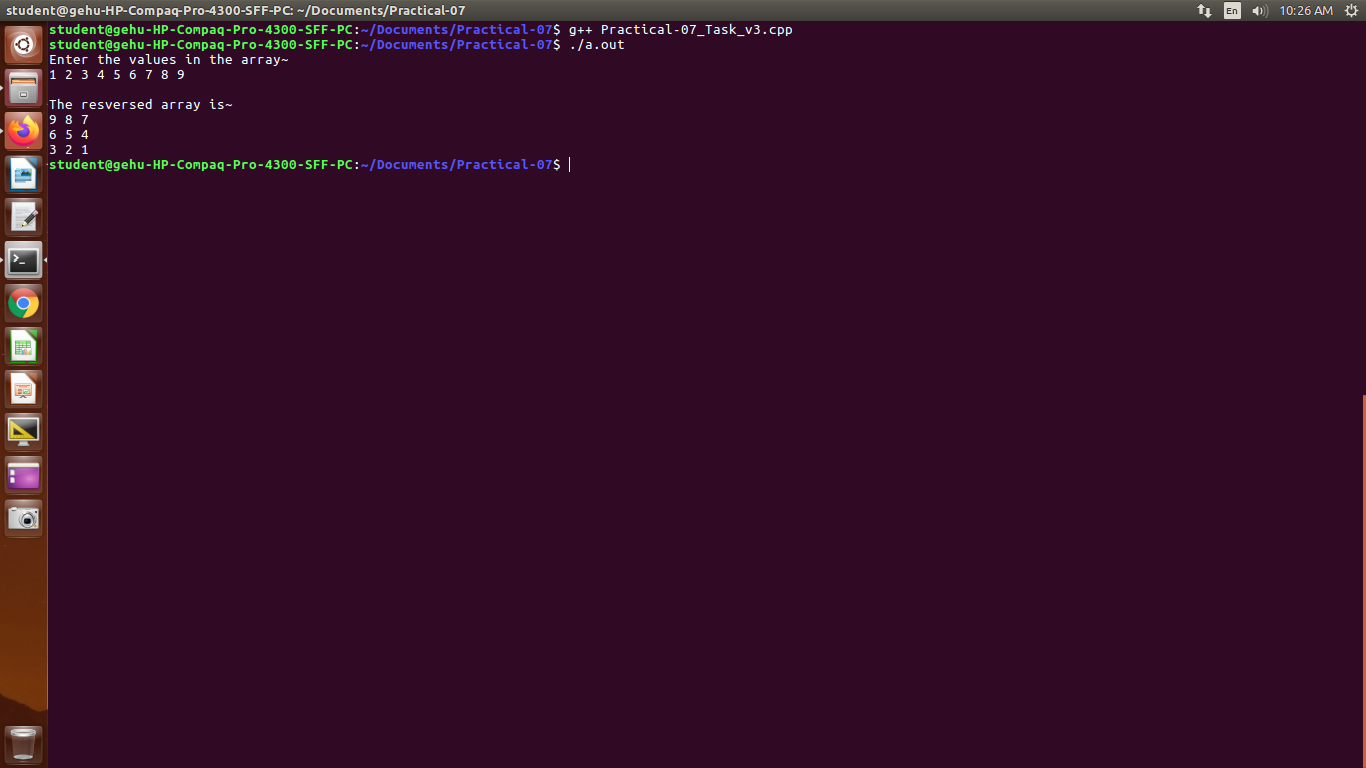 student@gehu-HP-Compaq-Pro-4300-SFF-PC: ~/Documents/Practical-07
En
10:26 AM
student@gehu-HP-Compaq-Pro-4300-SFF-PC:~/Documents/Practical-07$ g++ Practical-07_Task_v3.cpp
student@gehu-HP-Compaq-Pro-4300-SFF-PC:~/Documents/Practical-07$ ./a.out
Enter the values in the array~
1 2 3 4 5 6 7 8 9
The resversed array is~
9 8 7
6 5 4
3 2 1
student@gehu-HP-Compaq-Pro-4300-SFF-PC:~/Documents/Practical-07$